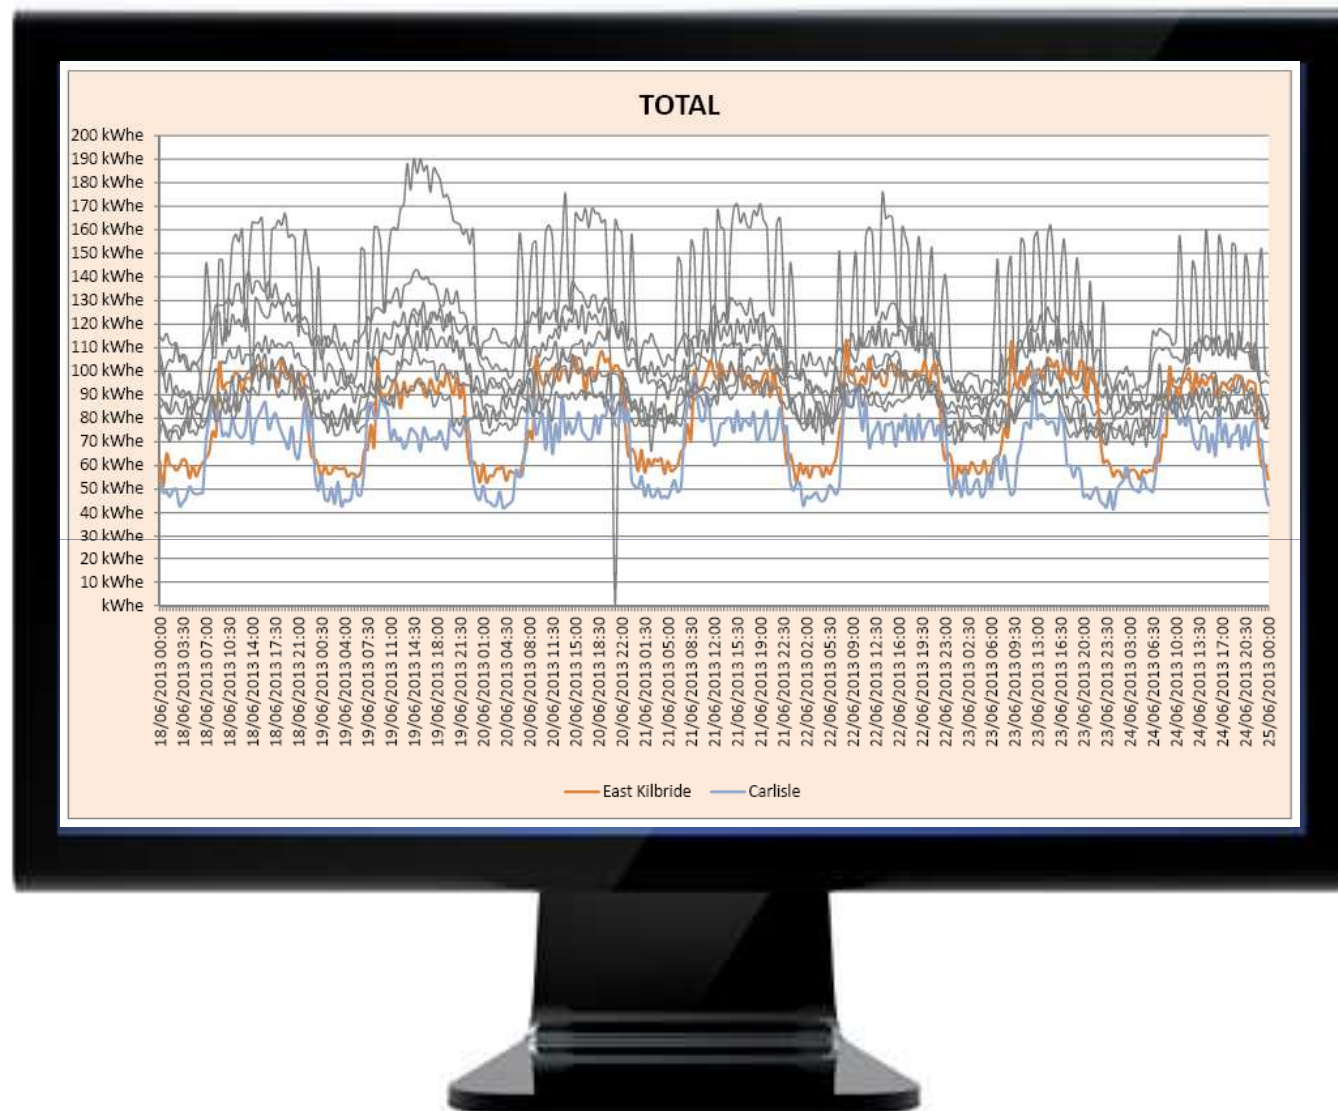 TOTAL
200 kWhe
190 kWhe
180 kWhe
170 kWhe
160 kWhe
150 kWhe
140 kWhe
130 kWhe
120 kWhe
110 kWhe
100 kWhe
90 kWhe
80 kWhe
70 kWhe
60 kWhe
50 kWhe
40 kWhe
30 kWhe
20 kWhe
10 kWhe
kWhe
18/06/2013 00:00
18/06/2013 03:30
18/06/2013 07:00
18/06/2013 10:30
18/06/2013 14:00
18/06/2013 17:30
18/06/2013 21:00
19/06/2013 00:30
19/06/2013 04:00
19/06/2013 07:30
19/06/2013 11:00
19/06/2013 14:30
19/06/2013 18:00
19/06/2013 21:30
20/06/2013 01:00
20/06/2013 04:30
20/06/2013 08:00
20/06/2013 11:30
20/06/2013 15:00
20/06/2013 18:30
20/06/2013 22:00
21/06/2013 01:30
21/06/2013 05:00
21/06/2013 08:30
21/06/2013 12:00
21/06/2013 15:30
21/06/2013 19:00
21/06/2013 22:30
22/06/2013 02:00
22/06/2013 05:30
22/06/2013 09:00
22/06/2013 12:30
22/06/2013 16:00
22/06/2013 19:30
22/06/2013 23:00
23/06/2013 02:30
23/06/2013 06:00
23/06/2013 09:30
23/06/2013 13:00
23/06/2013 16:30
23/06/2013 20:00
23/06/2013 23:30
24/06/2013 03:00
24/06/2013 06:30
24/06/2013 10:00
24/06/2013 13:30
24/06/2013 17:00
24/06/2013 20:30
25/06/2013 00:00
East Kilbride
Carlisle